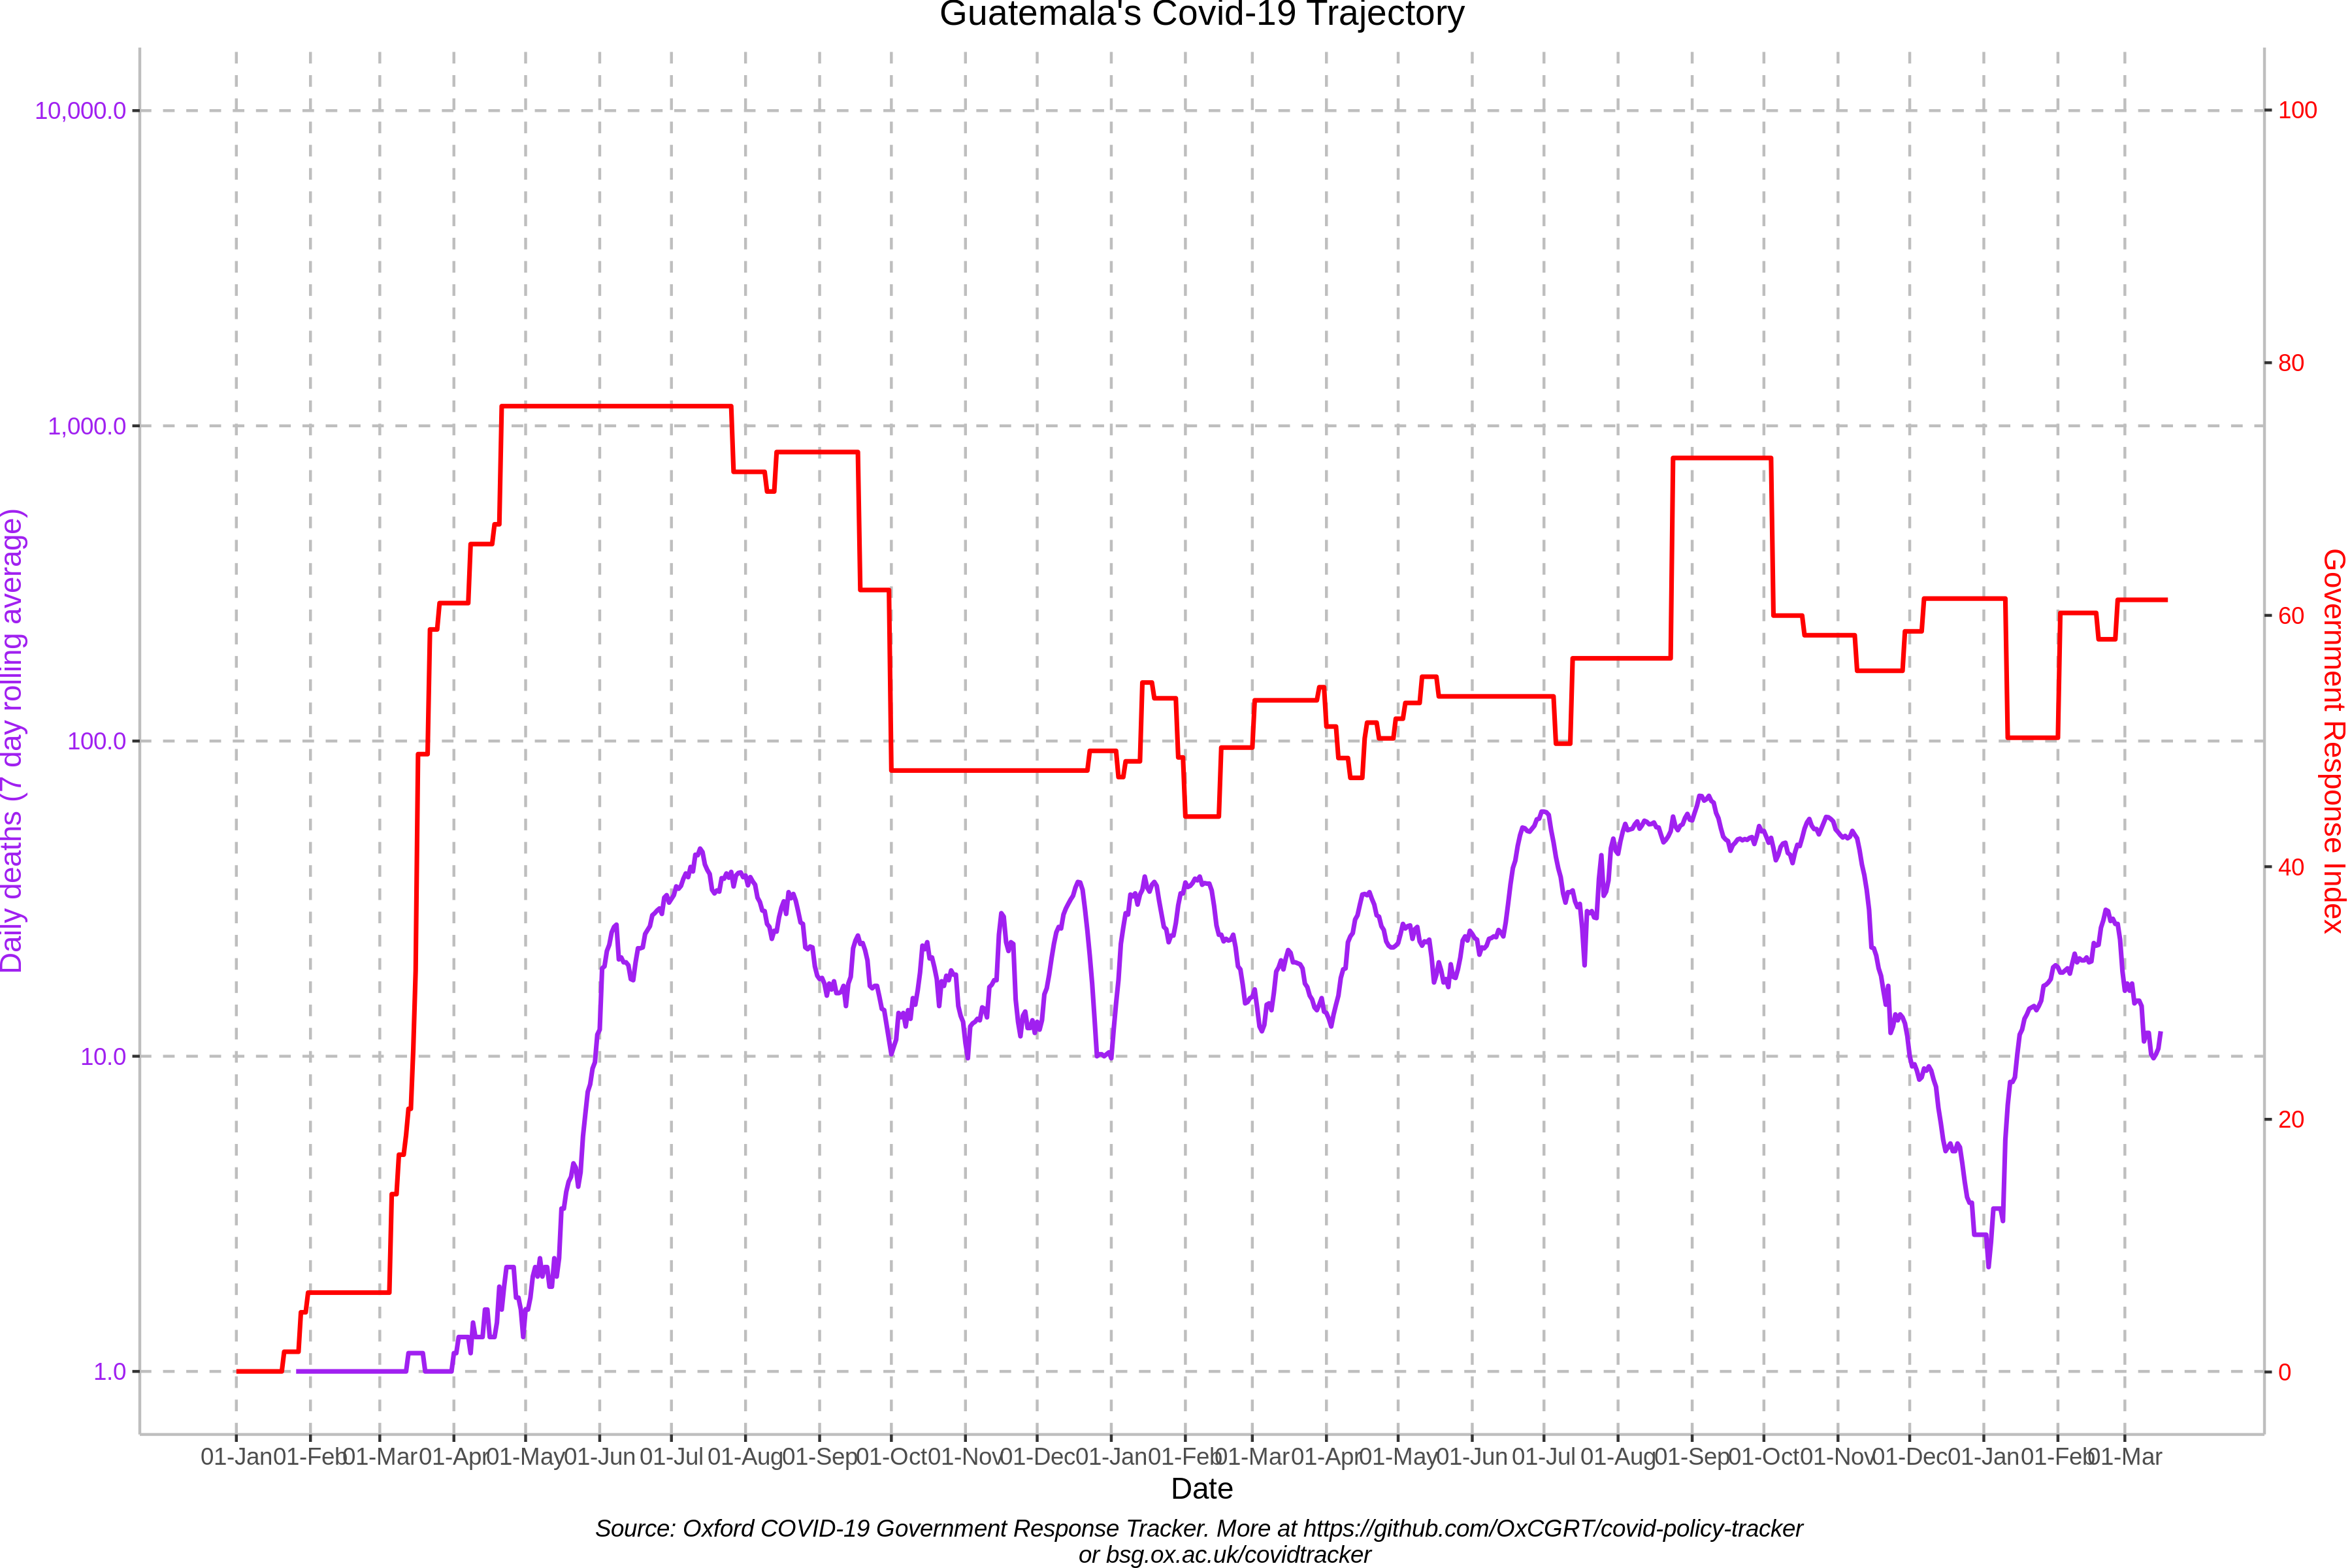 Guatemala's Covid-19 Trajectory
10,000.0
1,000.0
100.0
10.0
1.0
Daily deaths (7 day rolling average)
100
80
60
40
20
0
Government Response Index
01-Jan 01-Feb 01-Mar 01-Apr 01-May 01-Jun 01-Jul 01-Aug 01-Sep 01-Oct 01-Nov 01-Dec 01-Jan 01-Feb 01-Mar 01-Apr 01-May 01-Jun 01-Jul 01-Aug 01-Sep 01-Oct 01-Nov 01-Dec 01-Jan 01-Feb 01-Mar
Date
Source: Oxford COVID-19 Government Response Tracker. More at https://github.com/OxCGRT/covid-policy-tracker
or bsg.ox.ac.uk/covidtracker